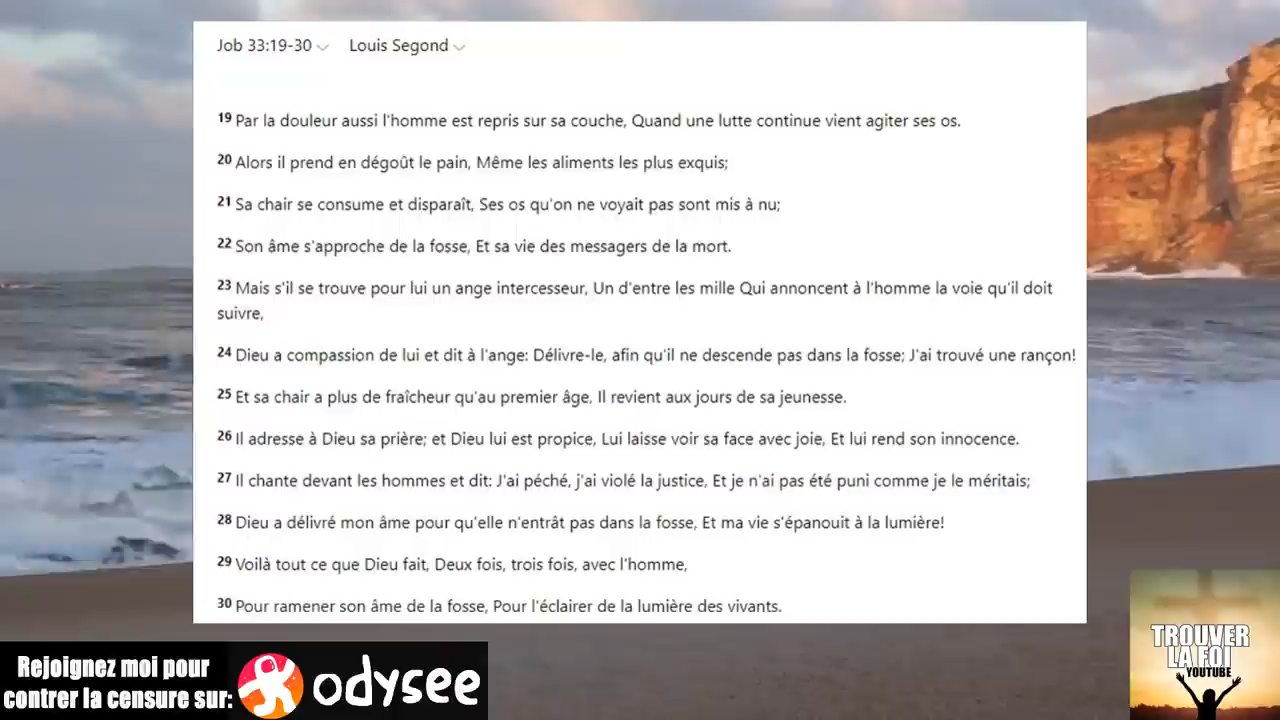 Job 33:19-30 Louis Segond
19 Par la douleur aussi l'homme est repris sur sa couche, Quand une lutte continue vient agiter ses os.
20 Alors il prend en dégoût le pain, Même les aliments les plus exquis;
21 Sa chair se consume et disparaît, Ses os qu'on ne voyait pas sont mis à nu;
22 Son âme s'approche de la fosse, Et sa vie des messagers de la mort.
23 Mais s'il se trouve pour lui un ange intercesseur, Un d'entre les mille Qui annoncent à l'homme la voie qu'il doit
suivre,
24 Dieu a compassion de lui et dit à l'ange: Délivre-le, afin qu'il ne descende pas dans la fosse; J'ai trouvé une rançon!
25 Et sa chair a plus de fraîcheur qu'au premier âge, Il revient aux jours de sa jeunesse.
26 Il adresse à Dieu sa prière; et Dieu lui est propice, Lui laisse voir sa face avec joie, Et lui rend son innocence.
27 Il chante devant les hommes et dit: J'ai péché, j'ai violé la justice, Et je n'ai pas été puni comme je le méritais;
28 Dieu a délivré mon âme pour qu'elle n'entrât pas dans la fosse, Et ma vie s'épanouit à la lumière!
29 Voilà tout ce que Dieu fait, Deux fois, trois fois, avec l'homme,
30 Pour ramener son âme de la fosse, Pour l'éclairer de la lumière des vivants.
Rejoignez moi pour
contrer la censure sur:
odysee
TROUVER
LA FOI
YOUTUBE